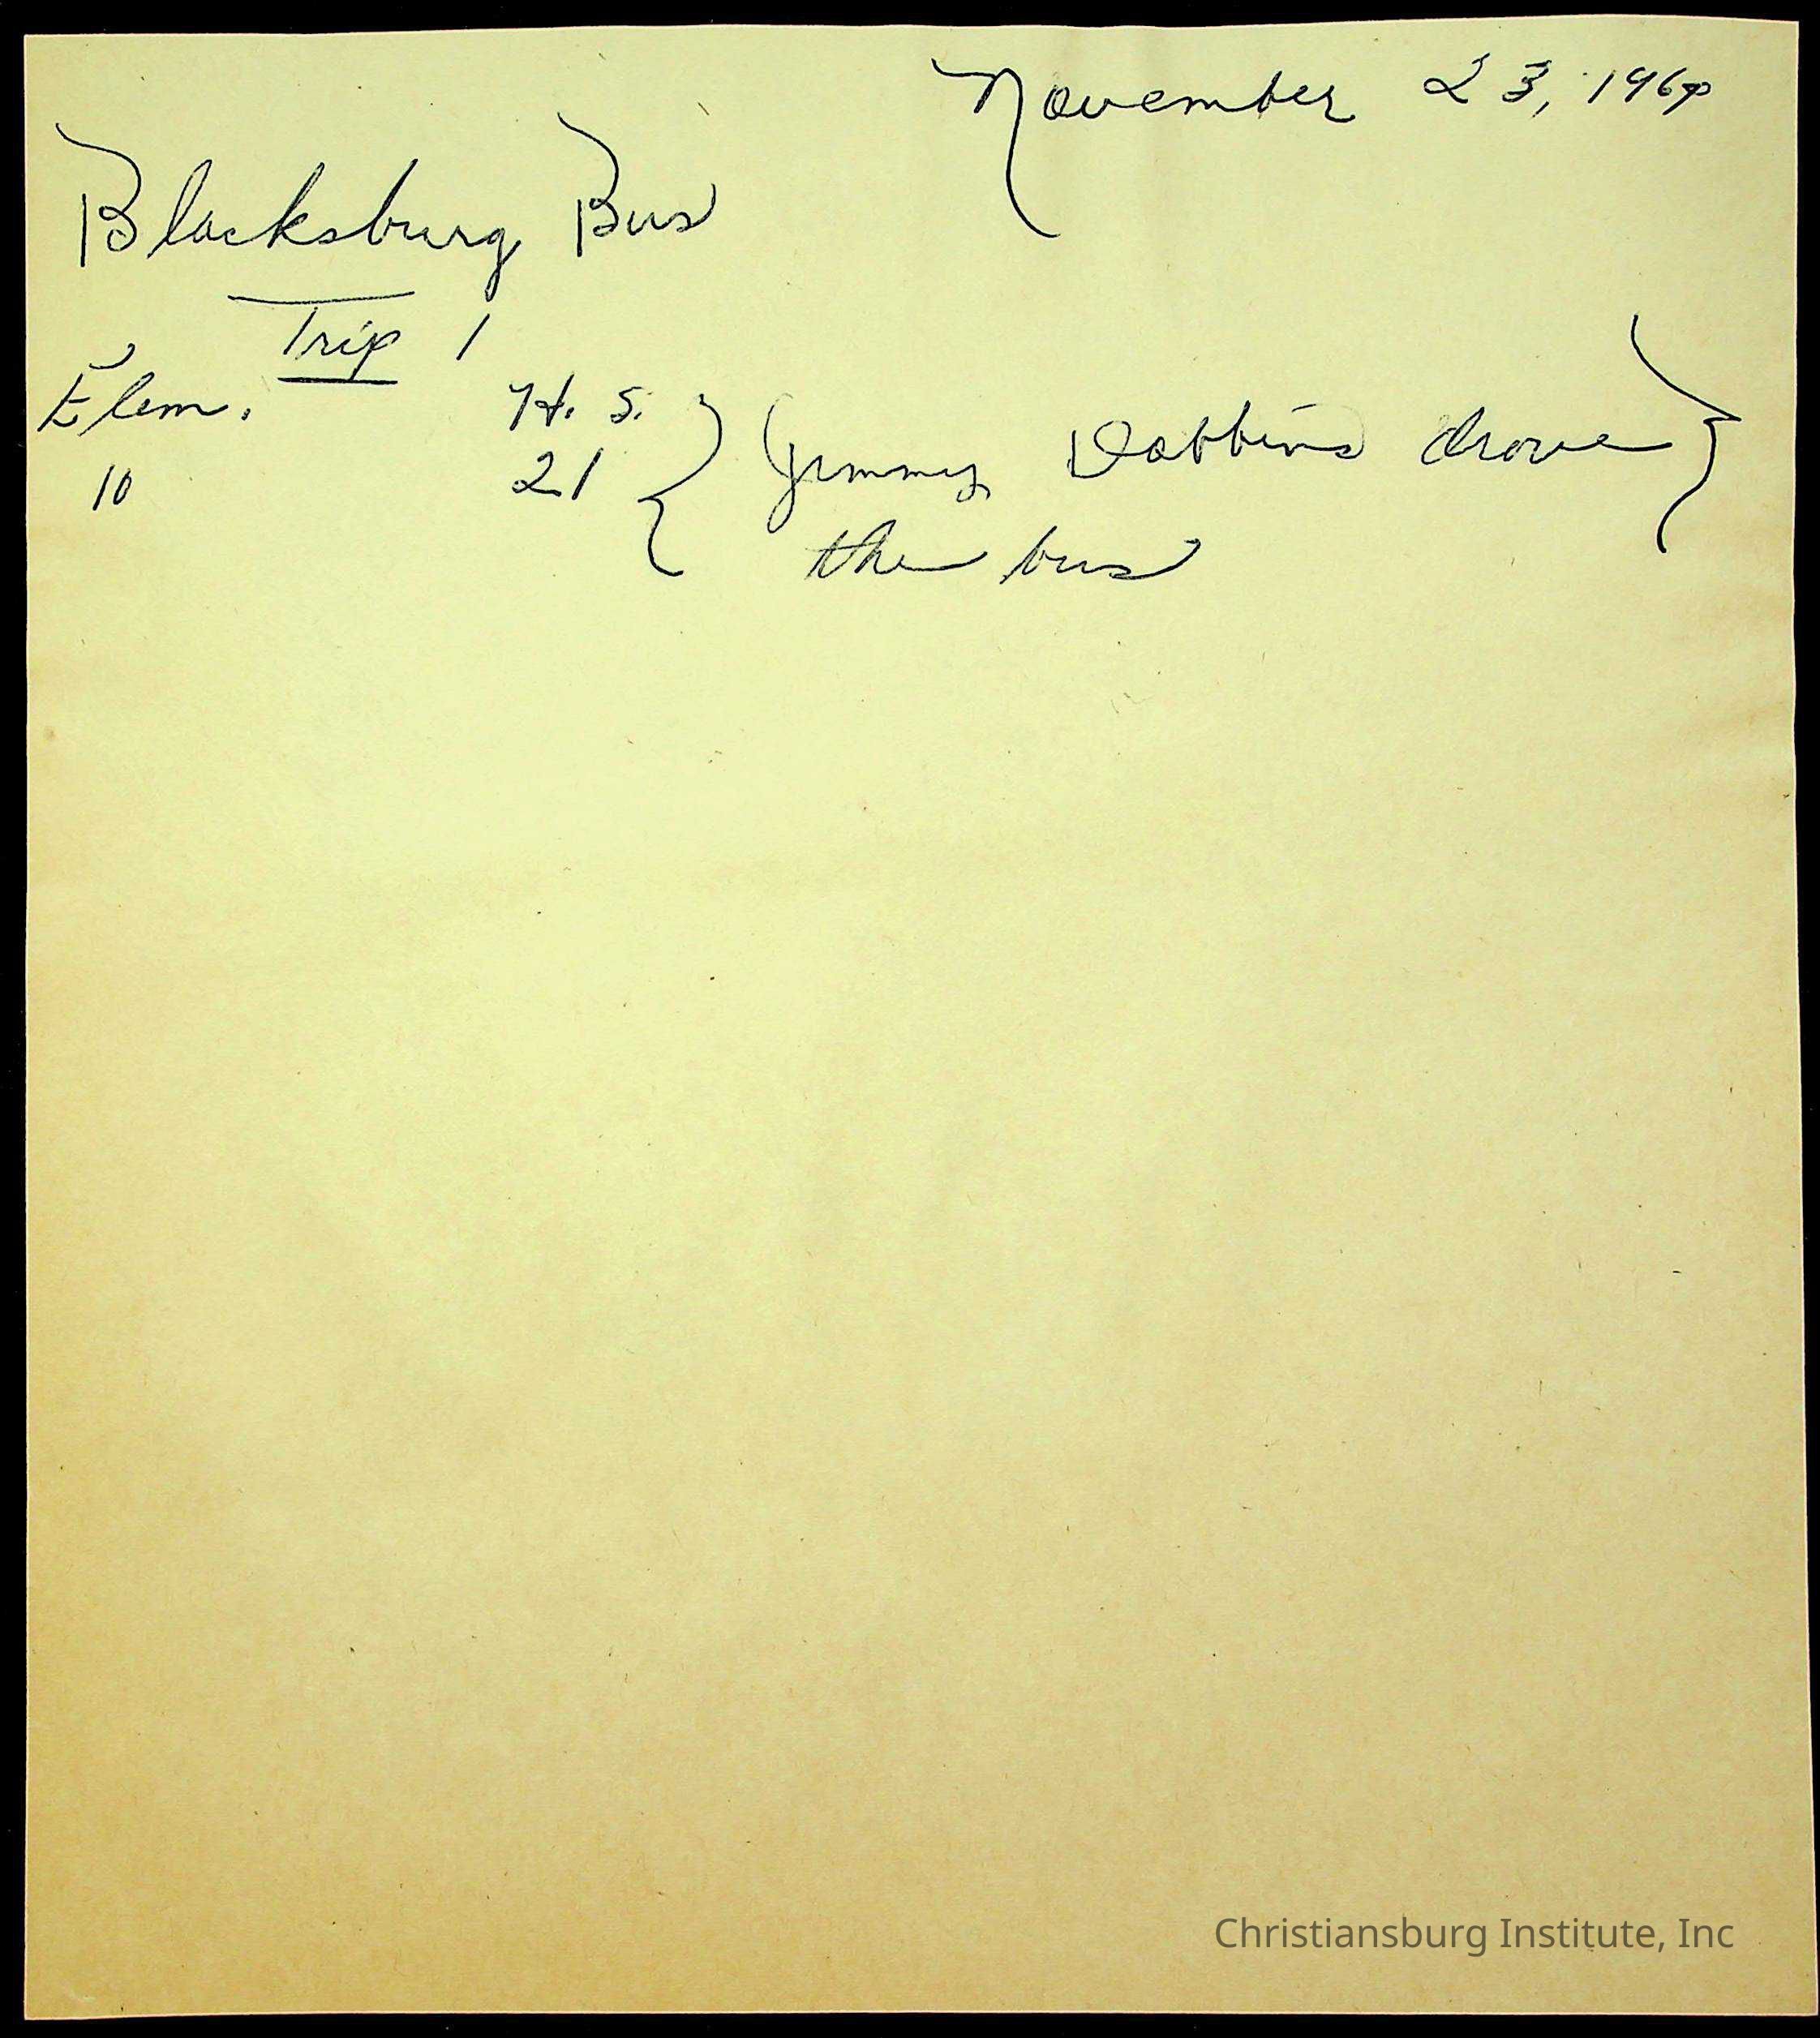 November 23, 1960
Blacksburg Bus
Trip 1
Elem. H. S.
10 21
Jimmy Dobbins drove
the bus
Christiansburg Institute, Inc